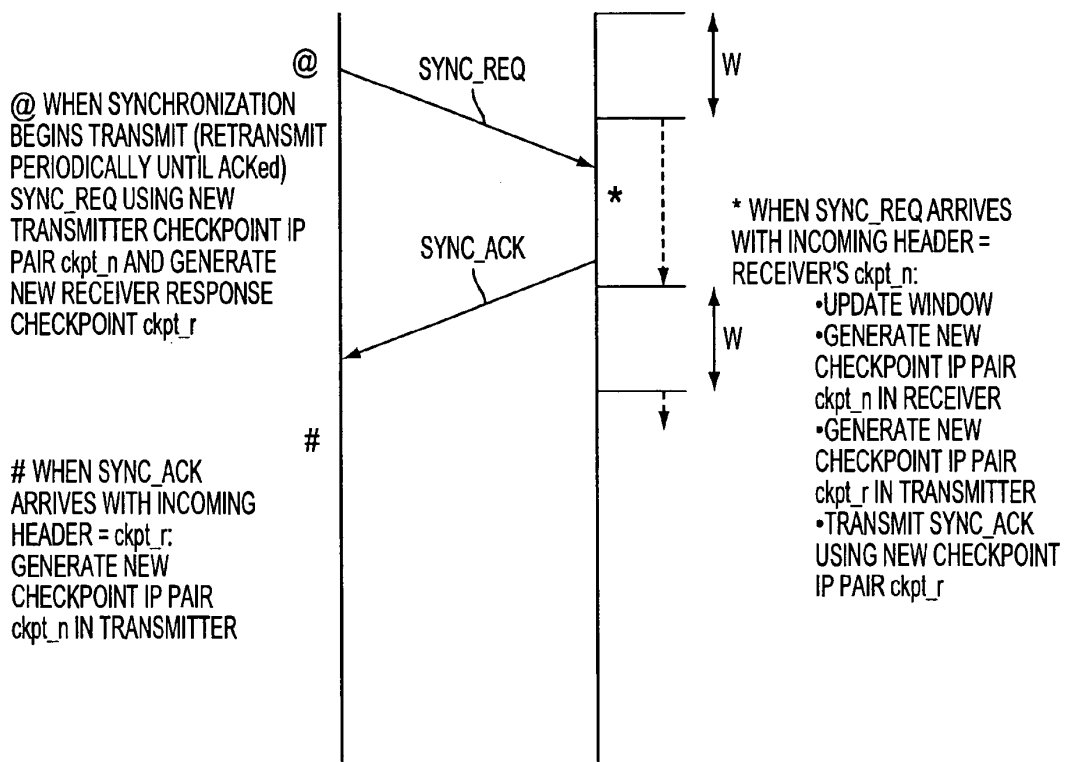 @
SYNC_REQ
W
@ WHEN SYNCHRONIZATION
BEGINS TRANSMIT (RETRANSMIT
PERIODICALLY UNTIL ACKed)
SYNC_REQ USING NEW
TRANSMITTER CHECKPOINT IP
PAIR ckpt_n AND GENERATE
NEW RECEIVER RESPONSE
CHECKPOINT ckpt_r
*
SYNC_ACK
W
* WHEN SYNC_REQ ARRIVES
WITH INCOMING HEADER =
RECEIVER'S ckpt_n:
•UPDATE WINDOW
•GENERATE NEW
CHECKPOINT IP PAIR
ckpt_n IN RECEIVER
•GENERATE NEW
CHECKPOINT IP PAIR
ckpt_r IN TRANSMITTER
•TRANSMIT SYNC_ACK
USING NEW CHECKPOINT
IP PAIR ckpt_r
#
# WHEN SYNC_ACK
ARRIVES WITH INCOMING
HEADER = ckpt_r:
GENERATE NEW
CHECKPOINT IP PAIR
ckpt_n IN TRANSMITTER